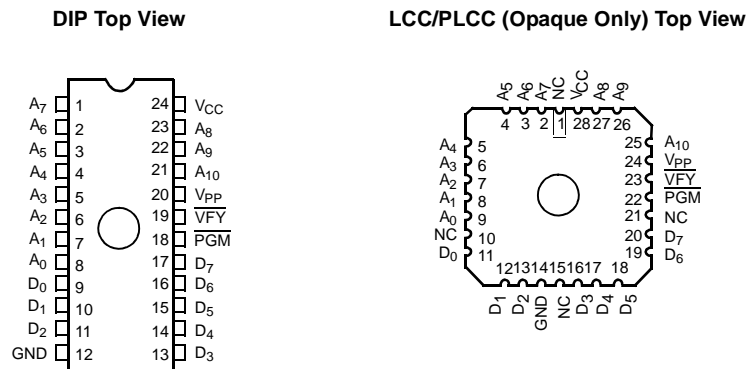 DIP Top View
A7 1 24 VCC
A6 2 23 A8
A5 3 22 A9
A4 4 21 A10
A3 5 20 VPP
A2 6 19 VFY
A1 7 18 PGM
A0 8 17 D7
D0 9 16 D6
D1 10 15 D5
D2 11 14 D4
GND 12 13 D3
LCC/PLCC (Opaque Only) Top View
A5 A6 A7 NC VCC A8 A9
4 3 2 1 28 27 26
A4 5 25 A10
A3 6 24 VPP
A2 7 23 VFY
A1 8 22 PGM
A0 9 21 NC
NC 10 20 D7
D0 11 19 D6
12 13 14 15 16 17 18
D1 D2 GND NC D3 D4 D5